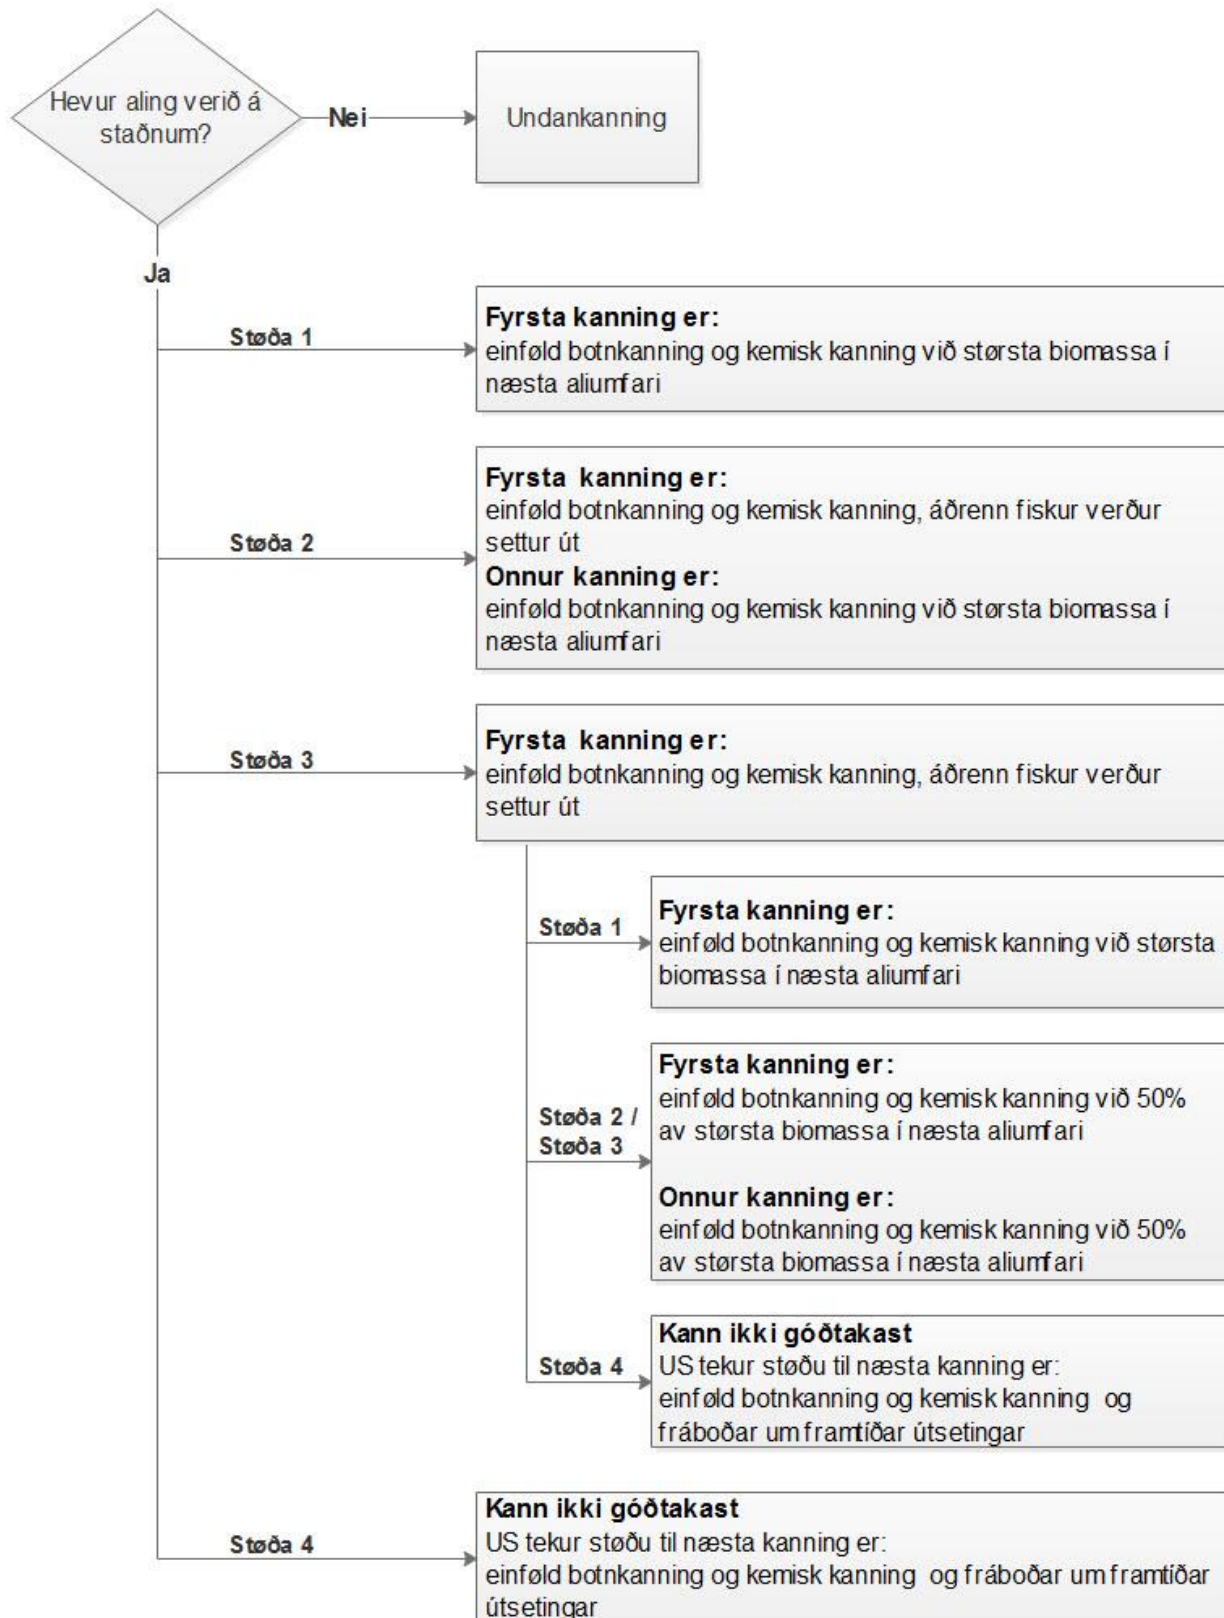 Hevur aling verið á
staðnum?
Nei
Undankanning
Ja
Støða 1
Fyrsta kanning er:
einføld botnkanning og kemisk kanning við størsta biomassa í
næsta aliumfari
Støða 2
Fyrsta kanning er:
einføld botnkanning og kemisk kanning, áðrenn fiskur verður
settur út
Onnur kanning er:
einføld botnkanning og kemisk kanning við størsta biomassa í
næsta aliumfari
Støða 3
Fyrsta kanning er:
einføld botnkanning og kemisk kanning, áðrenn fiskur verður
settur út
Støða 1
Fyrsta kanning er:
einføld botnkanning og kemisk kanning við størsta
biomassa í næsta aliumfari
Støða 2 /
Støða 3
Fyrsta kanning er:
einføld botnkanning og kemisk kanning við 50%
av størsta biomassa í næsta aliumfari
Onnur kanning er:
einføld botnkanning og kemisk kanning við 50%
av størsta biomassa í næsta aliumfari
Støða 4
Kann ikki góðtakast
US tekur støðu til næsta kanning er:
einføld botnkanning og kemisk kanning og
fráboðar um framtíðar útsetingar
Støða 4
Kann ikki góðtakast
US tekur støðu til næsta kanning er:
einføld botnkanning og kemisk kanning og fráboðar um framtíðar
útsetingar